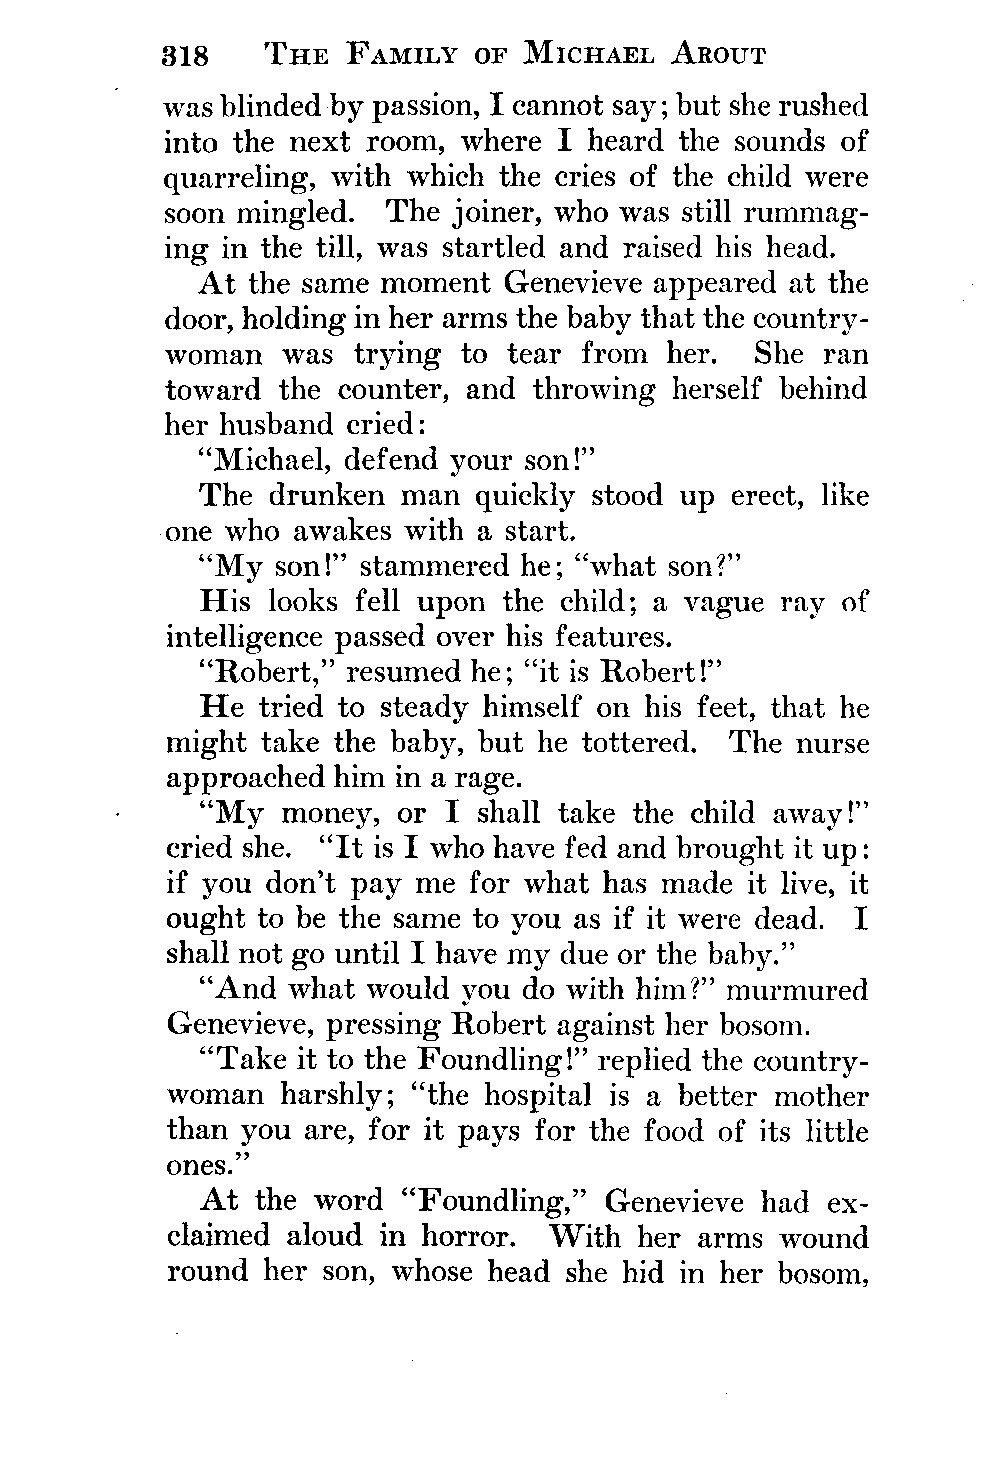 318 THE FAMILY OF MICHAEL AROUT
was blinded by passion, I cannot say; but she rushed
into the next room, where I heard the sounds of
quarreling, with which the cries of the child were
soon mingled. The joiner, who was still rummag-
ing in the till, was startled and raised his head.
At the same moment Genevieve appeared at the
door, holding in her arms the baby that the country-
woman was trying to tear from her. She ran
toward the counter, and throwing herself behind
her husband cried:
“Michael, defend your son!”
The drunken man quickly stood up erect, like
one who awakes with a start.
“My son!” stammered he; “what son?”
His looks fell upon the child; a vague ray of
intelligence passed over his features.
“Robert,” resumed he; “it is Robert!”
He tried to steady himself on his feet, that he
might take the baby, but he tottered. The nurse
approached him in a rage.
“My money, or I shall take the child away!”
cried she. “It is I who have fed and brought it up:
if you don’t pay me for what has made it live, it
ought to be the same to you as if it were dead. I
shall not go until I have my due or the baby.”
“And what would you do with him?” murmured
Genevieve, pressing Robert against her bosom.
“Take it to the Foundling!” replied the country-
woman harshly; “the hospital is a better mother
than you are, for it pays for the food of its little
ones.”
At the word “Foundling,” Genevieve had ex-
claimed aloud in horror. With her arms wound
round her son, whose head she hid in her bosom,